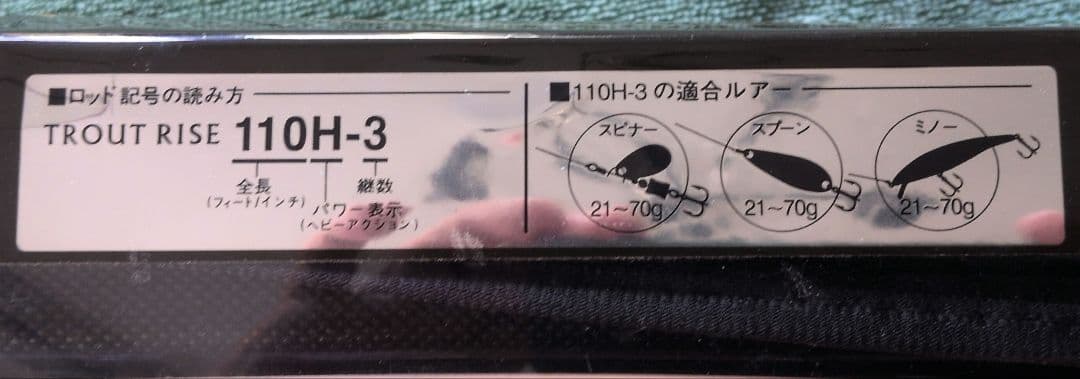 ■ロッド記号の読み方
TROUT RISE 110H-3
全長
(フィート/インチ)
パワー表示
(ヘビーアクション)
継数
■110H-3の適合ルアー
スピナー
21~70g
スプーン
21~70g
ミノー
21~70g